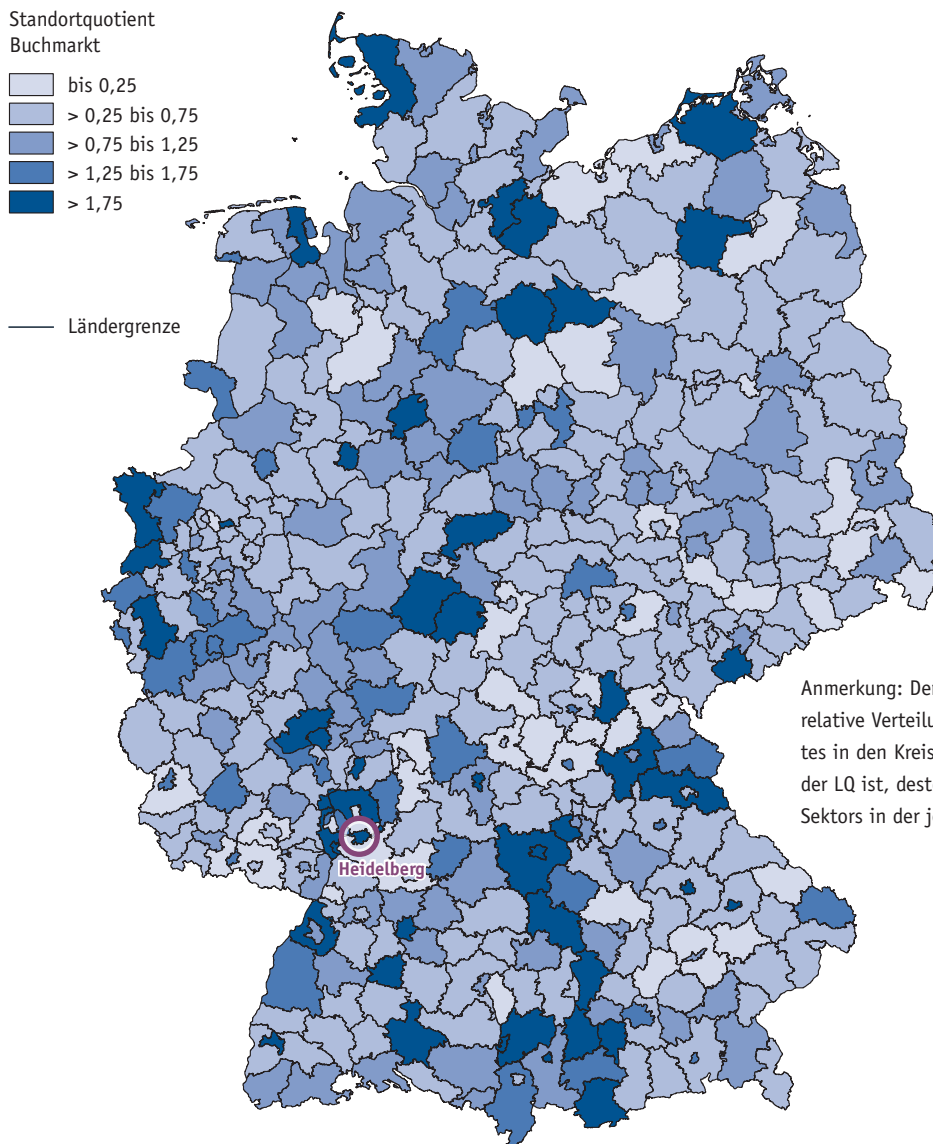 Standortquotient
Buchmarkt
bis 0,25
> 0,25 bis 0,75
> 0,75 bis 1,25
> 1,25 bis 1,75
> 1,75
Ländergrenze
Anmerkung: Der
relative Verteilu
tes in den Kreis
der LQ ist, dest
Sektors in der j
Heidelberg